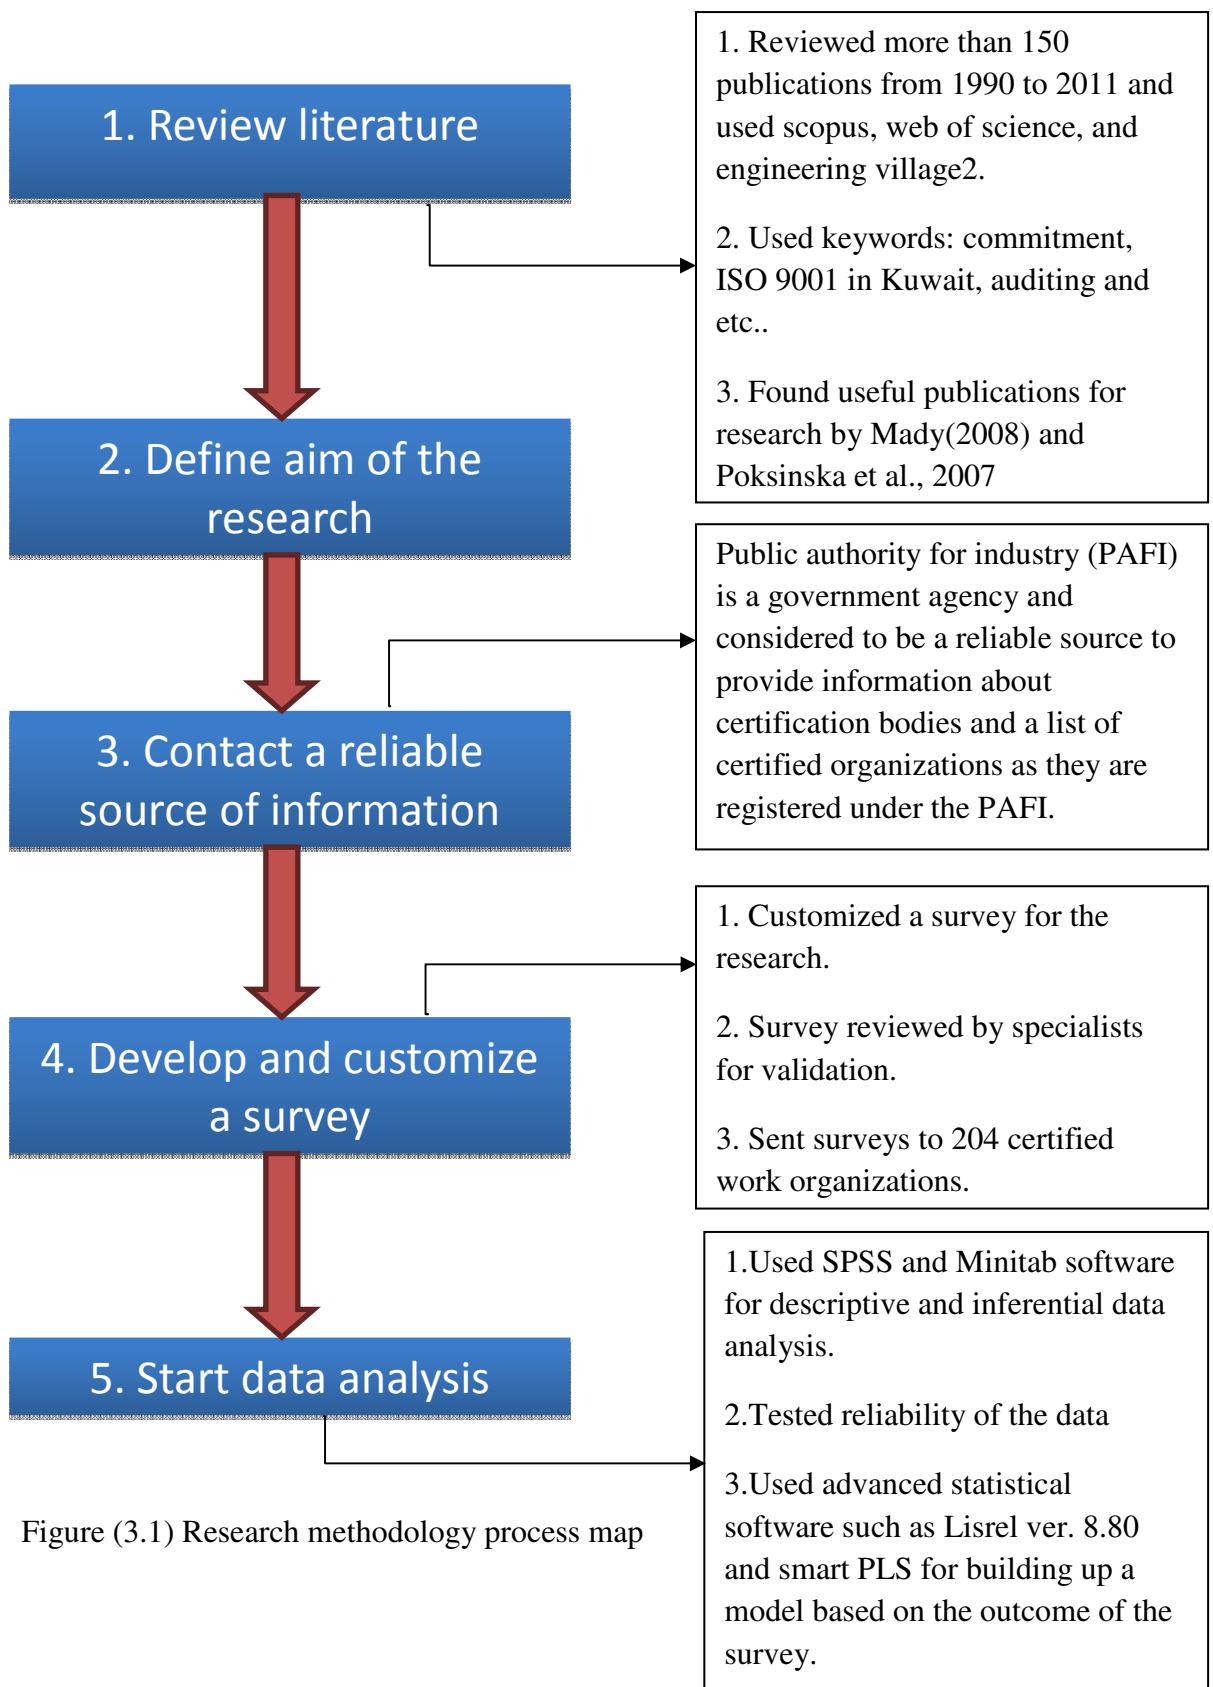 1. Review literature
1. Reviewed more than 150
publications from 1990 to 2011 and
used scopus, web of science, and
engineering village2.
2. Used keywords: commitment,
ISO 9001 in Kuwait, auditing and
etc..
3. Found useful publications for
research by Mady(2008) and
Poksinska et al., 2007
2. Define aim of the
research
3. Contact a reliable
source of information
Public authority for industry (PAFI)
is a government agency and
considered to be a reliable source to
provide information about
certification bodies and a list of
certified organizations as they are
registered under the PAFI.
4. Develop and customize
a survey
1. Customized a survey for the
research.
2. Survey reviewed by specialists
for validation.
3. Sent surveys to 204 certified
work organizations.
5. Start data analysis
1.Used SPSS and Minitab software
for descriptive and inferential data
analysis.
2.Tested reliability of the data
3.Used advanced statistical
software such as Lisrel ver. 8.80
and smart PLS for building up a
model based on the outcome of the
survey.
Figure (3.1) Research methodology process map